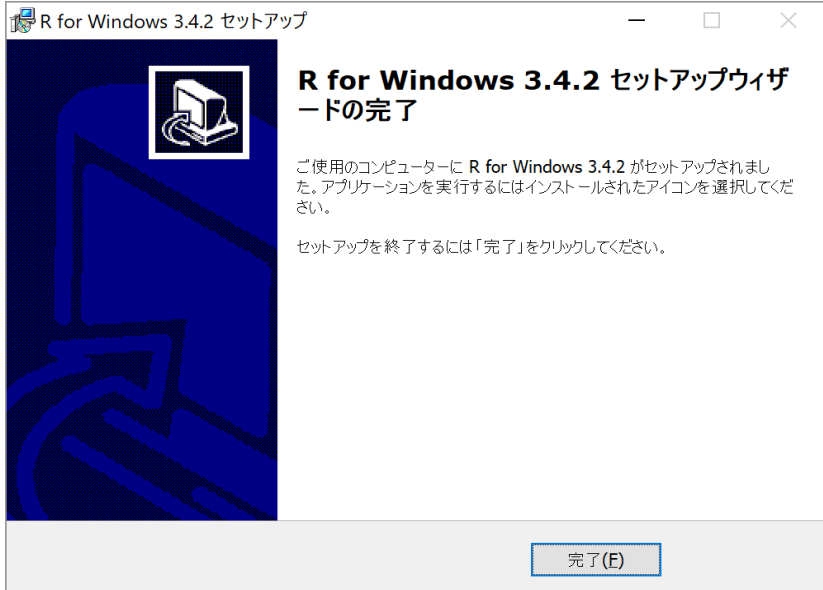 R for Windows 3.4.2 セットアップ
R for Windows 3.4.2 セットアップウィザ
ードの完了
ご使用のコンピューターに R for Windows 3.4.2 がセットアップされまし
た。アプリケーションを実行するにはインストールされたアイコンを選択してくだ
さい。
セットアップを終了するには「完了」をクリックしてください。
完了(F)